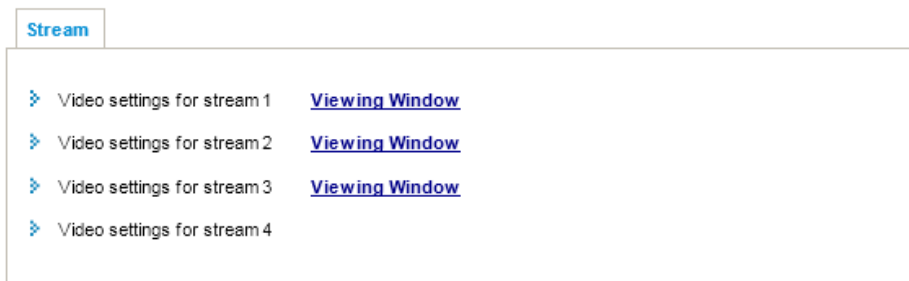 Stream
Video settings for stream 1 Viewing Window
Video settings for stream 2 Viewing Window
Video settings for stream 3 Viewing Window
Video settings for stream 4